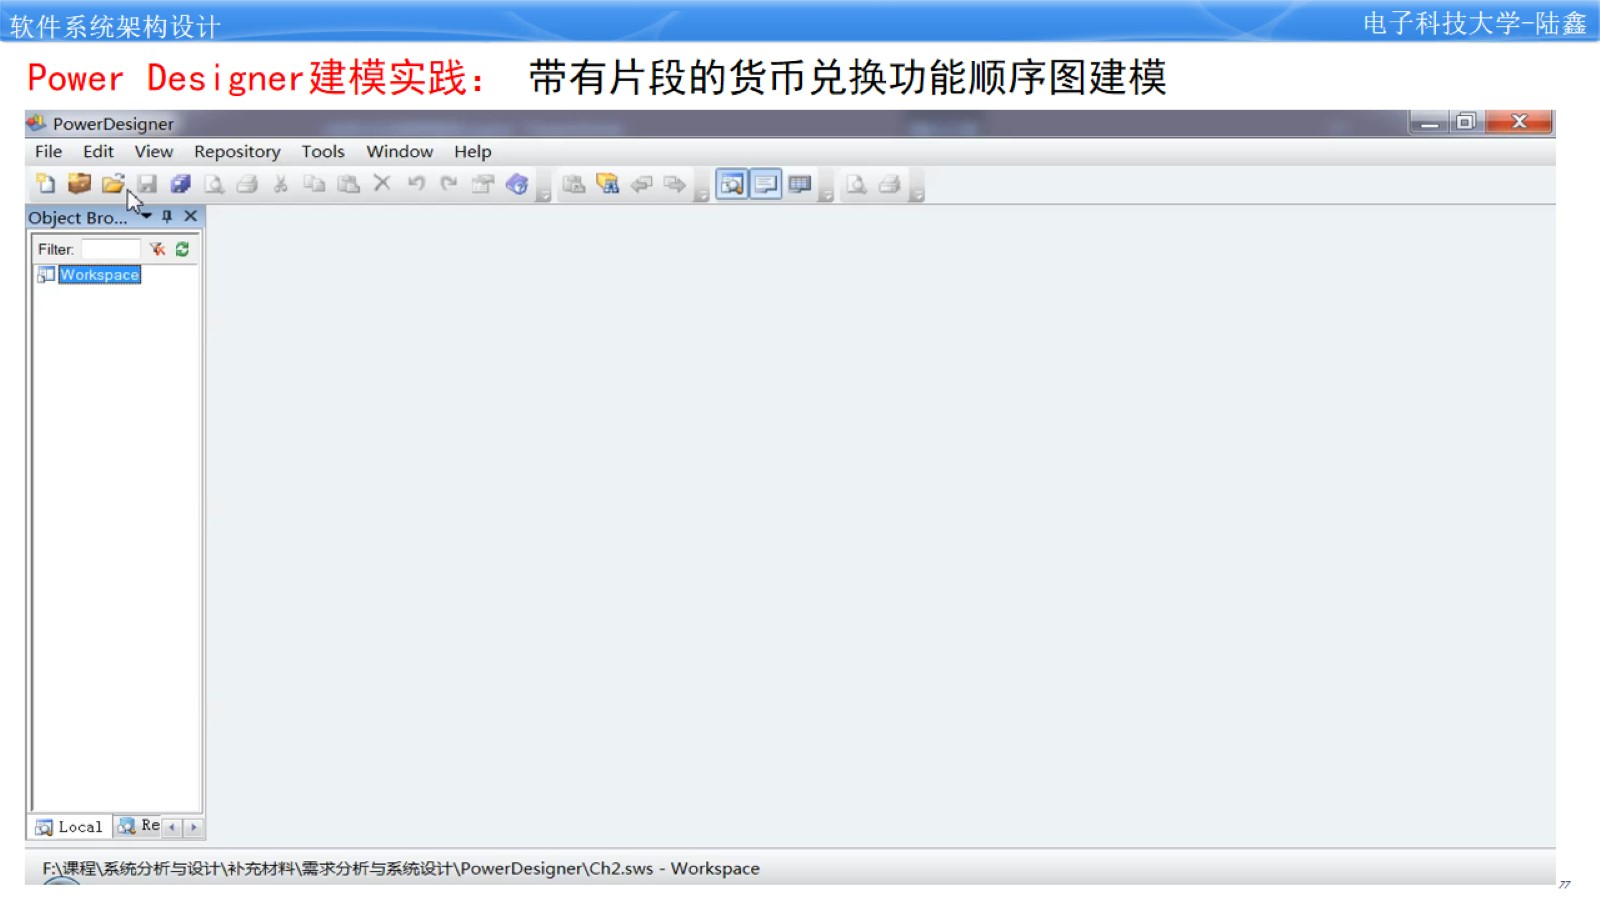 软件系统架构设计
电子科技大学-陆鑫
Power Designer建模实践： 带有片段的货币兑换功能顺序图建模
PowerDesigner
File Edit View Repository Tools Window Help
Object Bro...
Filter:
Workspace
Local Re
F:\课程\系统分析与设计\补充材料\需求分析与系统设计\PowerDesigner\Ch2.sws - Workspace
77